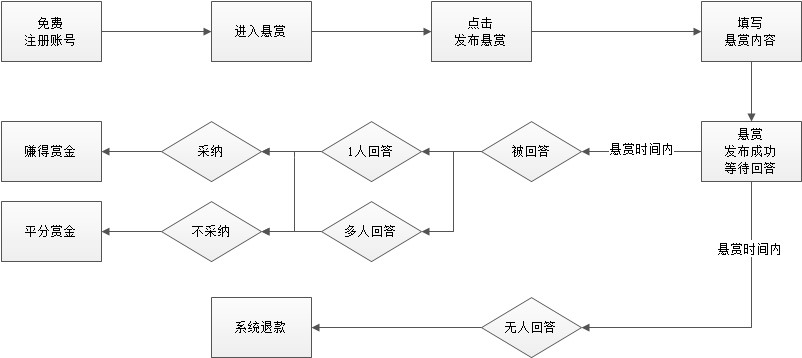 免费
注册账号
进入悬赏
点击
发布悬赏
填写
悬赏内容
赚得赏金
采纳
1人回答
被回答
悬赏时间内
悬赏
发布成功
等待回答
平分赏金
不采纳
多人回答
悬赏时间内
系统退款
无人回答